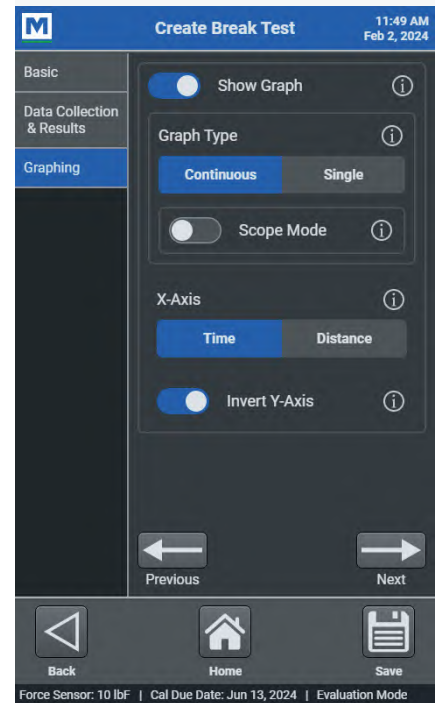 M
Create Break Test
11:49 AM
Feb 2, 2024
Basic
Data Collection
& Results
Graphing
Show Graph
Graph Type
Continuous
Single
Scope Mode
X-Axis
Time
Distance
Invert Y-Axis
Previous
Next
Back
Home
Save
Force Sensor: 10 lbF | Cal Due Date: Jun 13, 2024 | Evaluation Mode